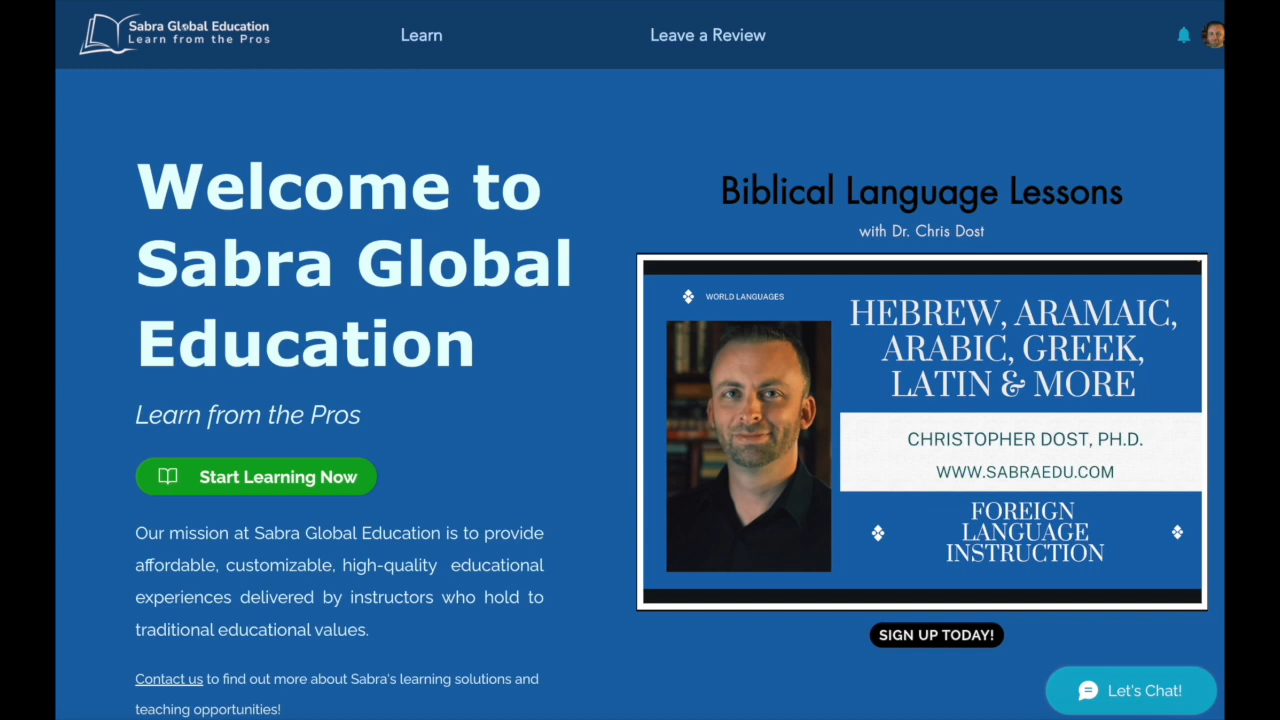 Sabra Global Education
Learn from the Pros
Learn
Leave a Review
Welcome to
Sabra Global
Education
Learn from the Pros
Start Learning Now
Our mission at Sabra Global Education is to provide
affordable, customizable, high-quality educational
experiences delivered by instructors who hold to
traditional educational values.
Contact us to find out more about Sabra's learning solutions and
teaching opportunities!
Biblical Language Lessons
with Dr. Chris Dost
WORLD LANGUAGES
HEBREW, ARAMAIC,
ARABIC, GREEK,
LATIN & MORE
CHRISTOPHER DOST, PH.D.
WWW.SABRAEDU.COM
FOREIGN
LANGUAGE
INSTRUCTION
SIGN UP TODAY!
Let's Chat!